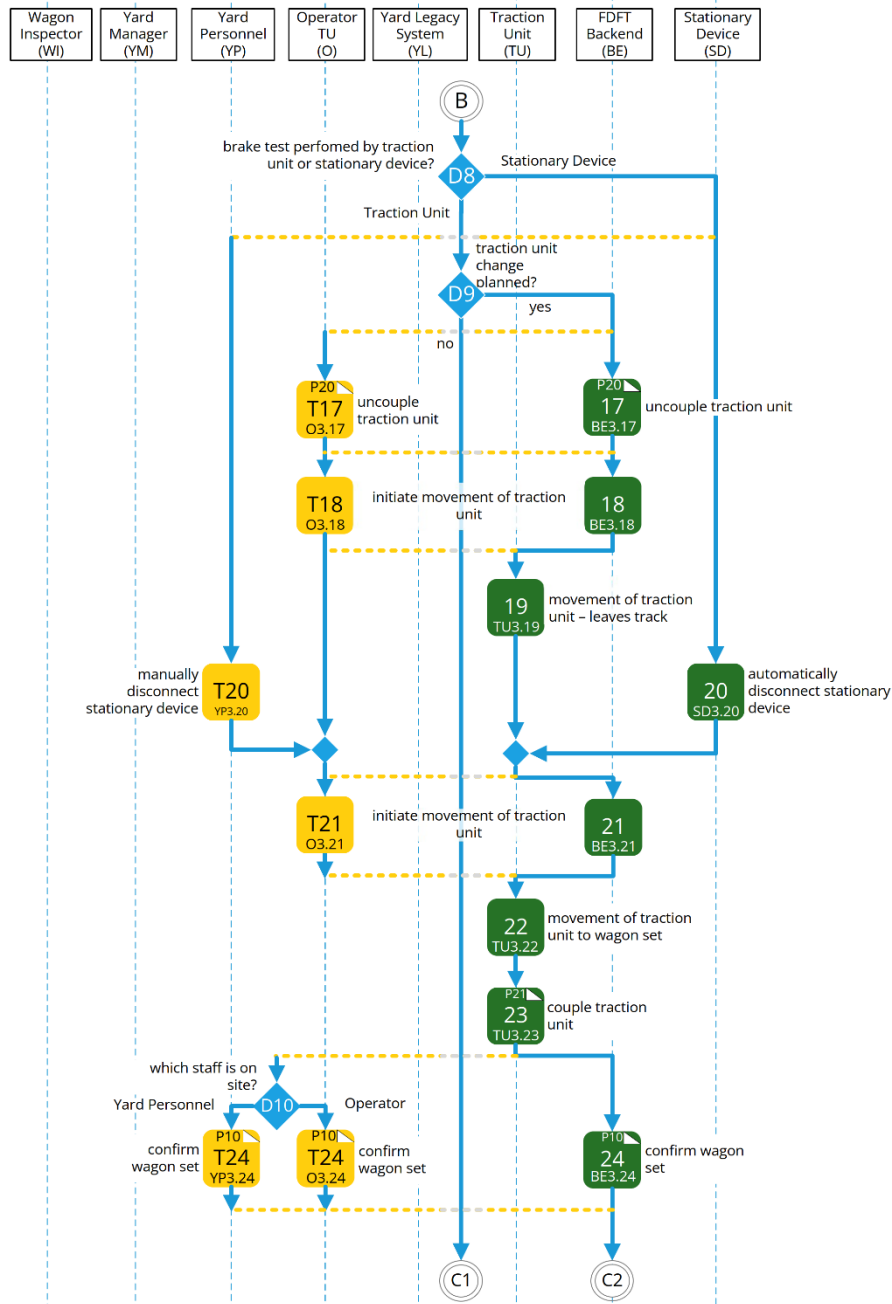 Wagon
Inspector
(WI)
Yard
Manager
(YM)
Yard
Personnel
(YP)
Operator
TU
(O)
Yard Legacy
System
(YL)
Traction
Unit
(TU)
FDFT
Backend
(BE)
Stationary
Device
(SD)
B
brake test perfomed by traction
unit or stationary device?
D8
Stationary Device
Traction Unit
traction unit
change
planned?
D9
yes
no
P20
T17
O3.17
uncouple
traction unit
P20
17
BE3.17
uncouple traction unit
T18
O3.18
initiate movement of traction
unit
18
BE3.18
19
TU3.19
movement of traction
unit – leaves track
manually
disconnect
stationary device
T20
YP3.20
20
SD3.20
automatically
disconnect stationary
device
T21
O3.21
initiate movement of traction
unit
21
BE3.21
22
TU3.22
movement of traction
unit to wagon set
P21
23
TU3.23
couple traction
unit
which staff is on
site?
D10
Yard Personnel
Operator
confirm
wagon set
P10
T24
YP3.24
P10
T24
O3.24
confirm
wagon set
P10
24
BE3.24
confirm wagon
set
C1
C2